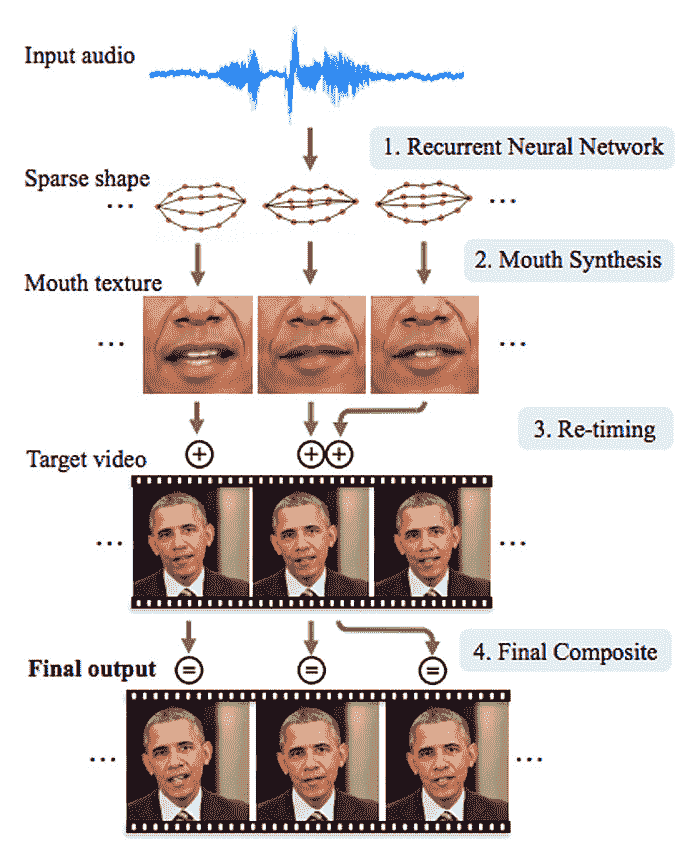 Input audio
1. Recurrent Neural Network
Sparse shape
... ...
2. Mouth Synthesis
Mouth texture
... ...
3. Re-timing
+ + +
Target video
... ...
4. Final Composite
Final output
= = =
... ...